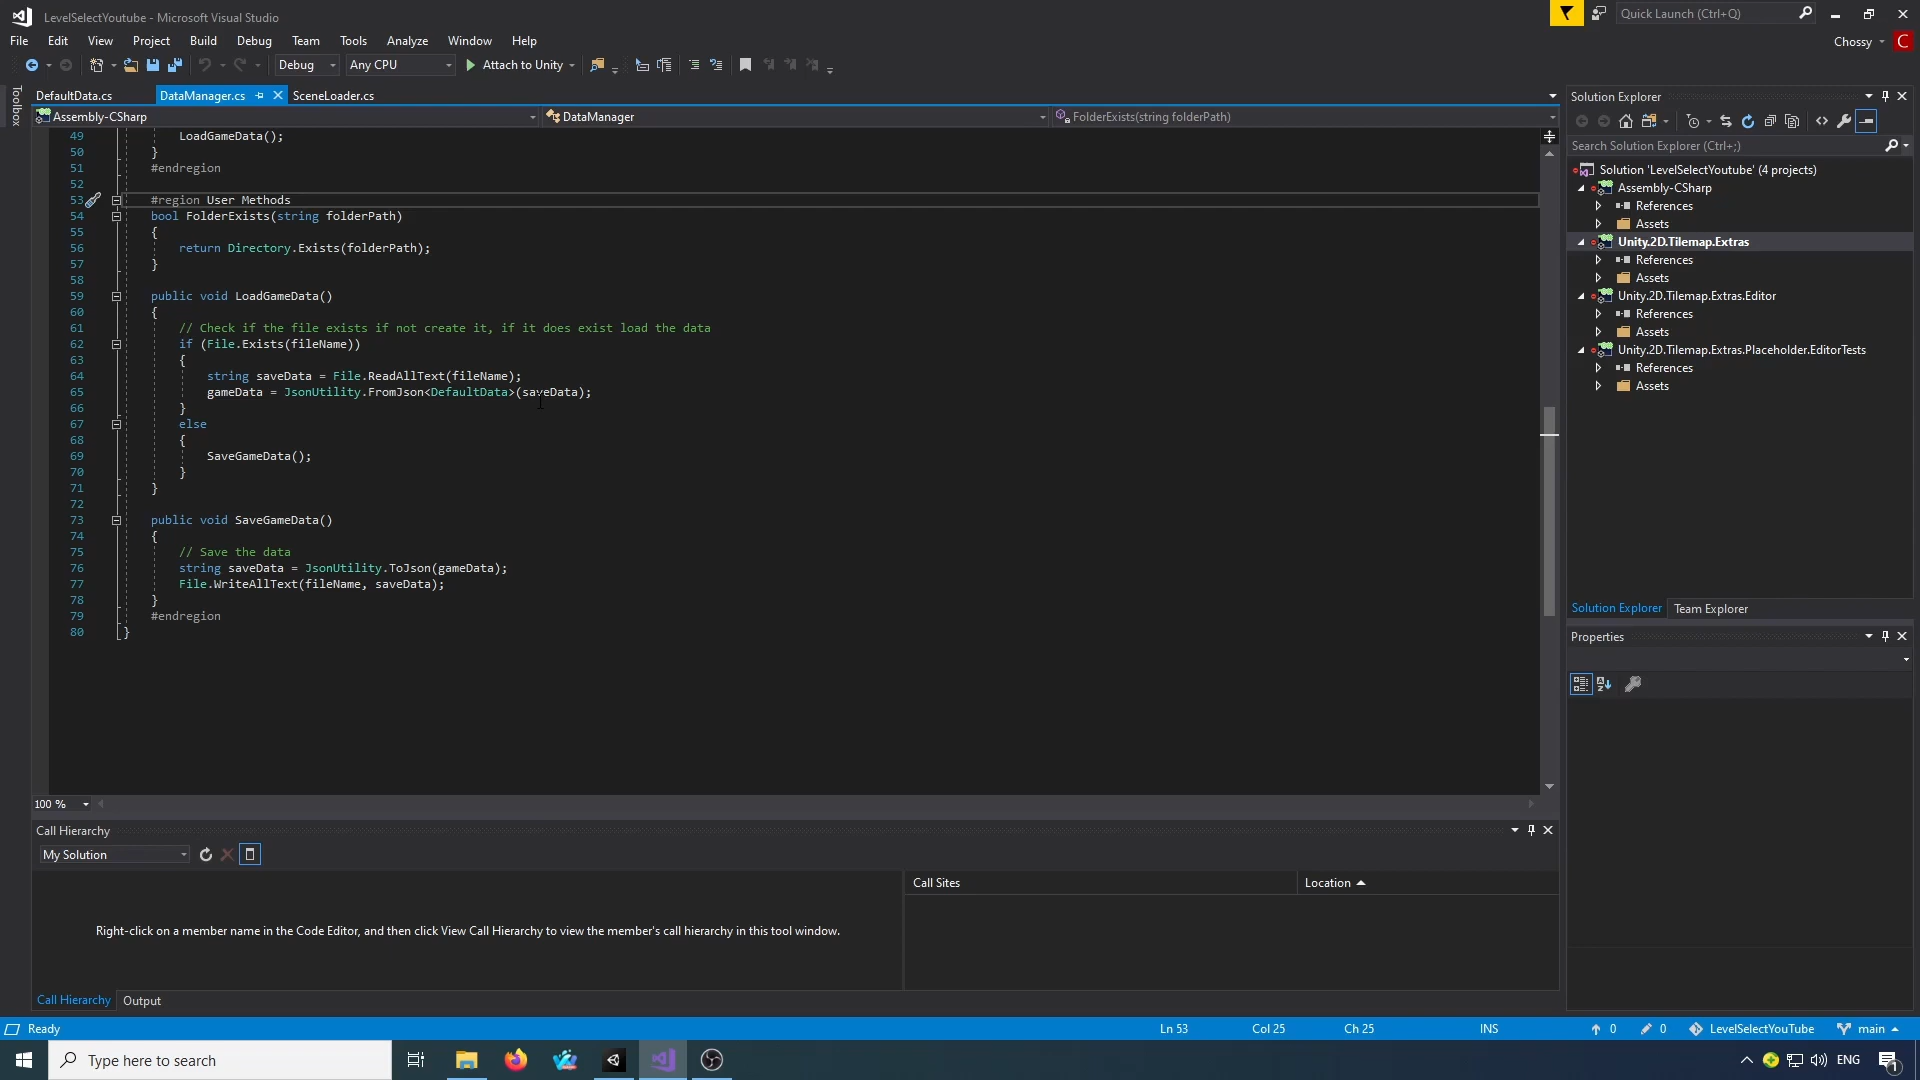 LevelSelectYoutube - Microsoft Visual Studio
Quick Launch (Ctrl+Q)
File Edit View Project Build Debug Team Tools Analyze Window Help
Chossy C
Debug Any CPU Attach to Unity
Toolbox
DefaultData.cs DataManager.cs SceneLoader.cs
Assembly-CSharp DataManager FolderExists(string folderPath)
49 LoadGameData();
50 }
51 #endregion
52
53 #region User Methods
54 bool FolderExists(string folderPath)
55 {
56 return Directory.Exists(folderPath);
57 }
58
59 public void LoadGameData()
60 {
61 // Check if the file exists if not create it, if it does exist load the data
62 if (File.Exists(fileName))
63 {
64 string saveData = File.ReadAllText(fileName);
65 gameData = JsonUtility.FromJson<DefaultData>(saveData);
66 }
67 else
68 {
69 SaveGameData();
70 }
71 }
72
73 public void SaveGameData()
74 {
75 // Save the data
76 string saveData = JsonUtility.ToJson(gameData);
77 File.WriteAllText(fileName, saveData);
78 }
79 #endregion
80 }
100 %
Solution Explorer
Search Solution Explorer (Ctrl+;)
Solution 'LevelSelectYoutube' (4 projects)
Assembly-CSharp
References
Assets
Unity.2D.Tilemap.Extras
References
Assets
Unity.2D.Tilemap.Extras.Editor
References
Assets
Unity.2D.Tilemap.Extras.Placeholder.EditorTests
References
Assets
Solution Explorer Team Explorer
Properties
Call Hierarchy
My Solution
Call Sites Location
Right-click on a member name in the Code Editor, and then click View Call Hierarchy to view the member's call hierarchy in this tool window.
Call Hierarchy Output
Ready Ln 53 Col 25 Ch 25 INS 0 0 LevelSelectYouTube main
Type here to search ENG 1